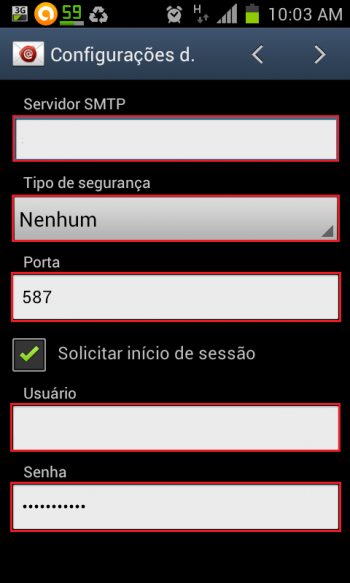 3G 59 H 10:03 AM
Configurações d.
Servidor SMTP
Tipo de segurança
Nenhum
Porta
587
Solicitar início de sessão
Usuário
Senha
•••••••••••